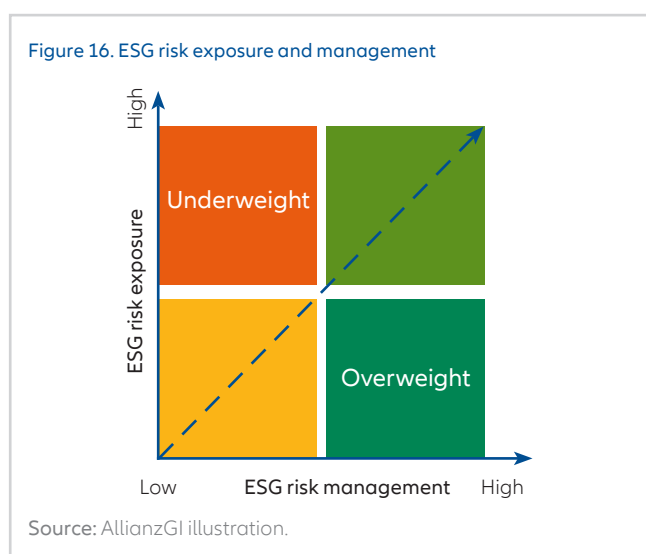 Figure 16. ESG risk exposure and management
High
Underweight
ESG risk exposure
Overweight
Low
ESG risk management
High
Source: AllianzGI illustration.